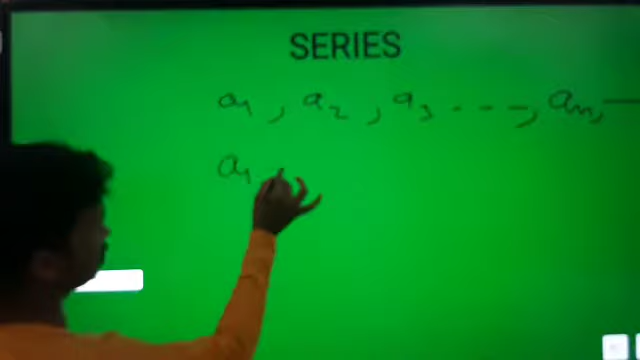 SERIES
a₁, a₂, a₃ ..., aₙ, —
a₁